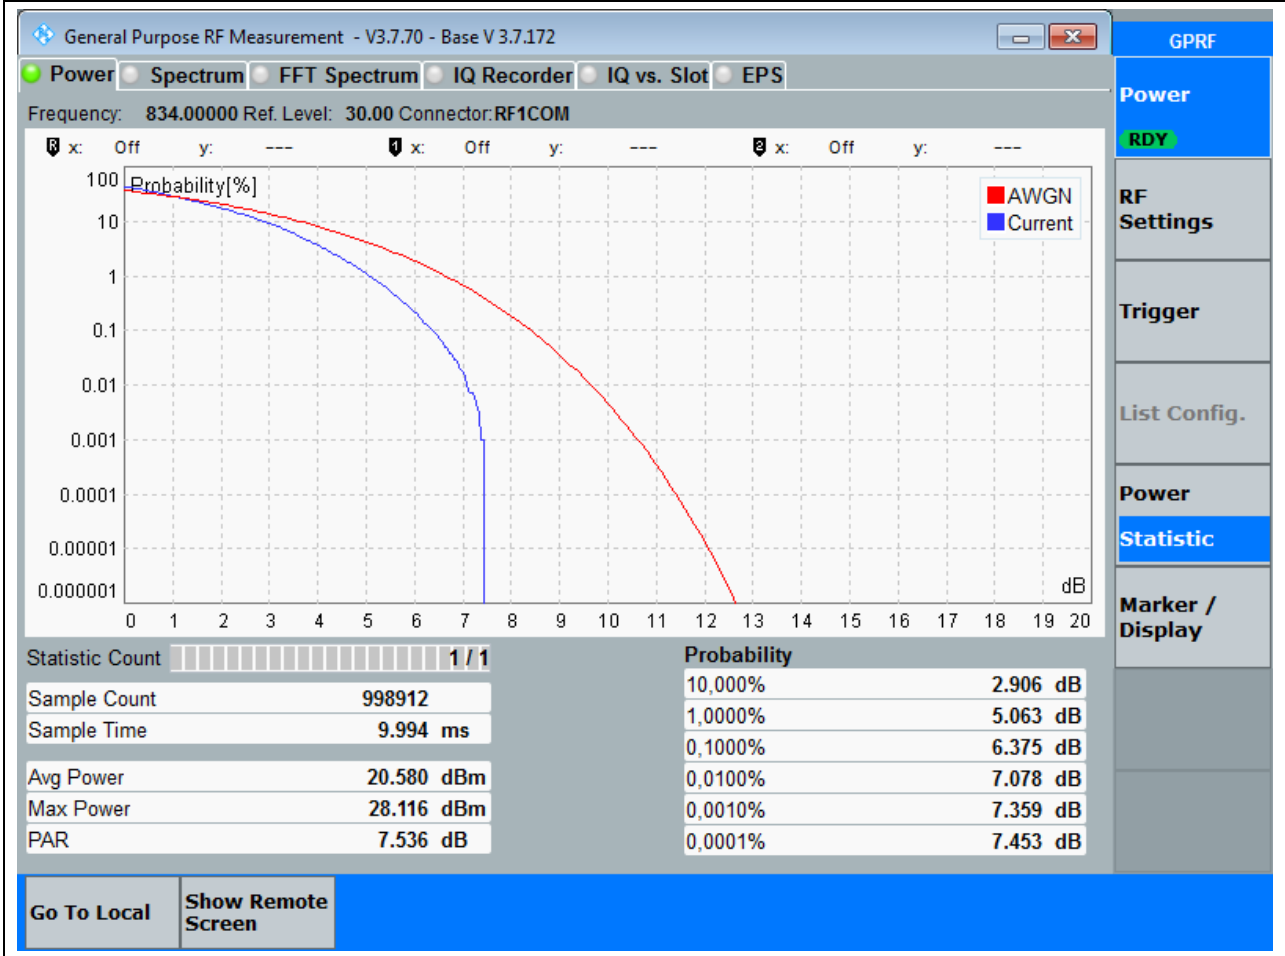 General Purpose RF Measurement - V3.7.70 - Base V 3.7.172
GPRF
Power Spectrum FFT Spectrum IQ Recorder IQ vs. Slot EPS
Frequency: 834.00000 Ref. Level: 30.00 Connector:RF1COM
R x: Off y: --- 1 x: Off y: --- 2 x: Off y: ---
Probability[%]
AWGN
Current
100
10
1
0.1
0.01
0.001
0.0001
0.00001
0.000001
dB
0 1 2 3 4 5 6 7 8 9 10 11 12 13 14 15 16 17 18 19 20
Statistic Count 1 / 1
Sample Count 998912
Sample Time 9.994 ms
Avg Power 20.580 dBm
Max Power 28.116 dBm
PAR 7.536 dB
Probability
10,000% 2.906 dB
1,0000% 5.063 dB
0,1000% 6.375 dB
0,0100% 7.078 dB
0,0010% 7.359 dB
0,0001% 7.453 dB
Power
RDY
RF
Settings
Trigger
List Config.
Power
Statistic
Marker /
Display
Go To Local
Show Remote
Screen